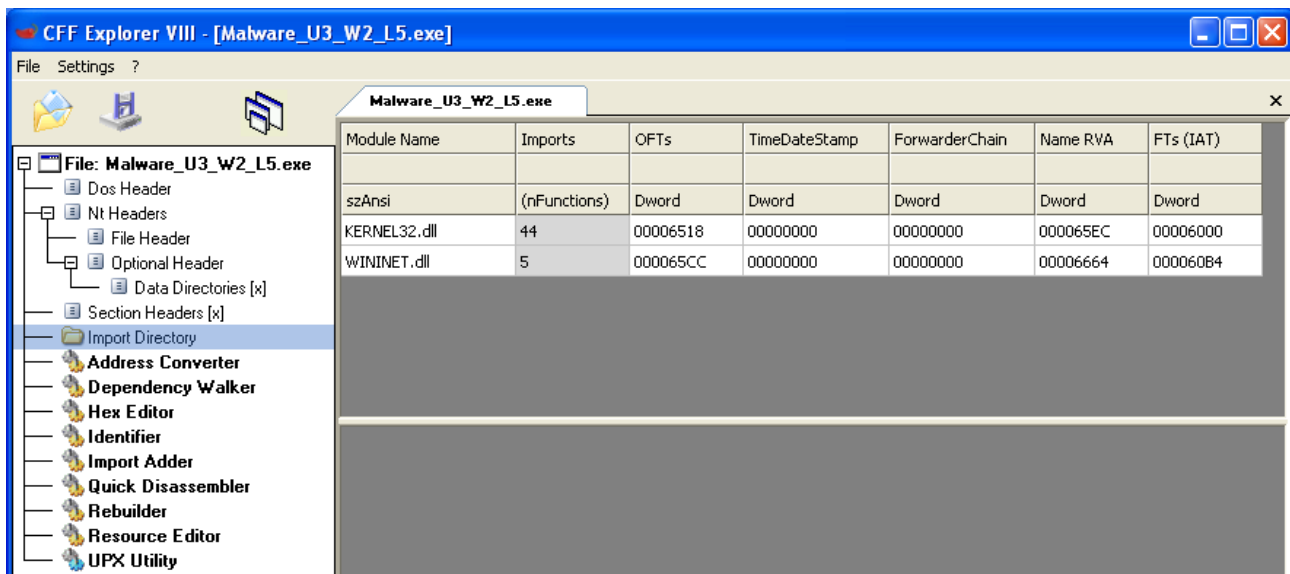 CFF Explorer VIII - [Malware_U3_W2_L5.exe]
File Settings ?
Malware_U3_W2_L5.exe
File: Malware_U3_W2_L5.exe
Dos Header
Nt Headers
File Header
Optional Header
Data Directories [x]
Section Headers [x]
Import Directory
Address Converter
Dependency Walker
Hex Editor
Identifier
Import Adder
Quick Disassembler
Rebuilder
Resource Editor
UPX Utility
Module Name Imports OFTs TimeDateStamp ForwarderChain Name RVA FTs (IAT)
szAnsi (nFunctions) Dword Dword Dword Dword Dword
KERNEL32.dll 44 00006518 00000000 00000000 000065EC 00006000
WININET.dll 5 000065CC 00000000 00000000 00006664 000060B4